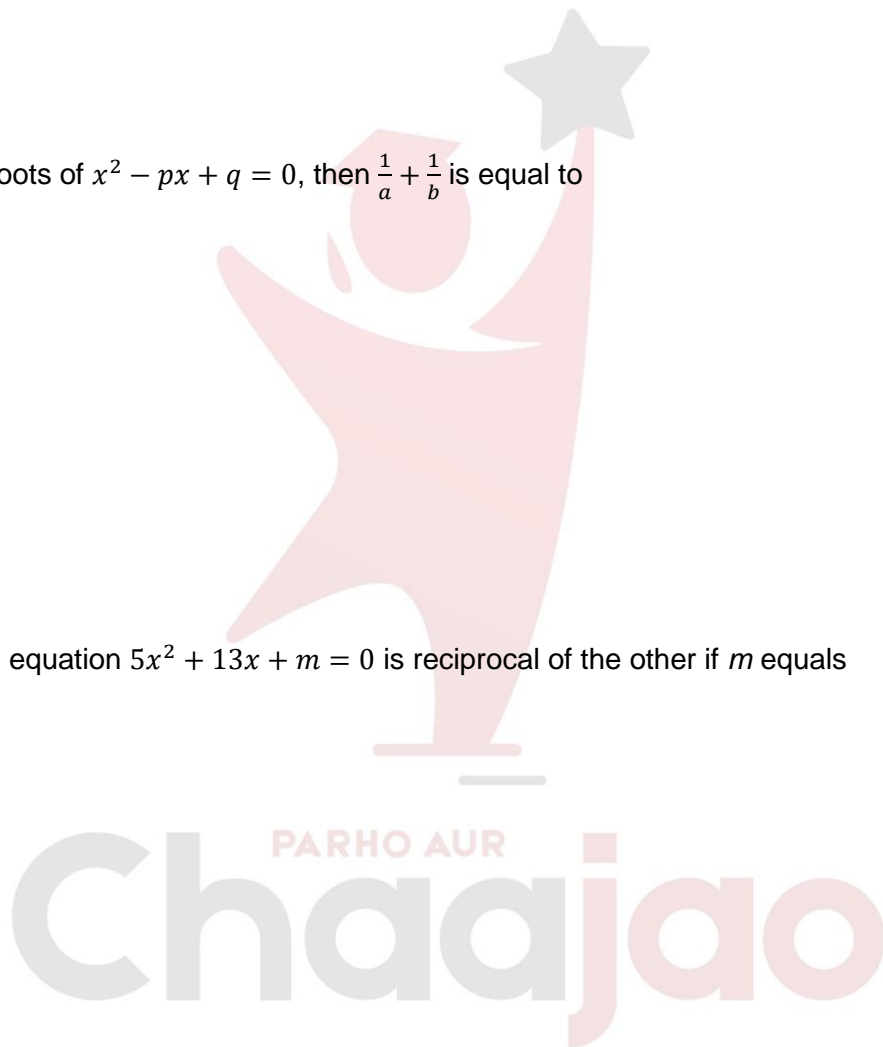 oots of x² − px + q = 0, then 1/a + 1/b is equal to
equation 5x² + 13x + m = 0 is reciprocal of the other if m equals
PARHO AUR
Chaajao